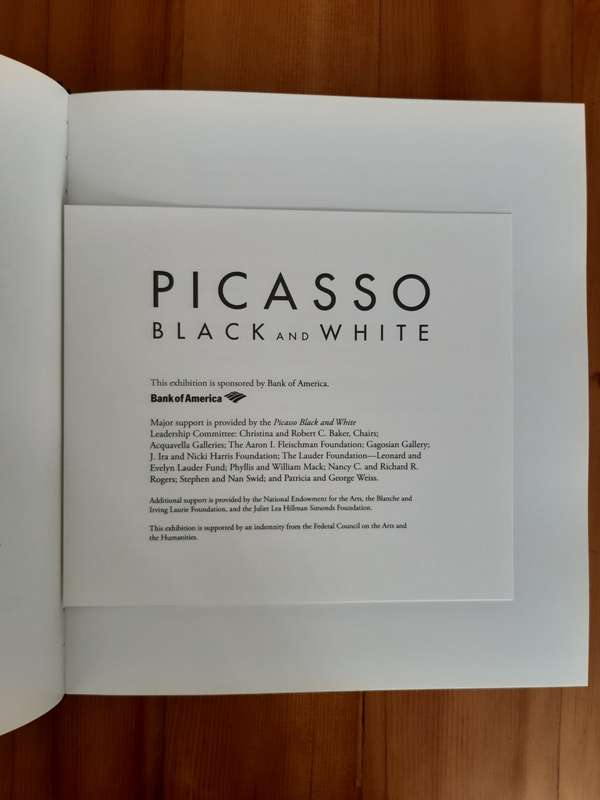 PICASSO
BLACK AND WHITE
This exhibition is sponsored by Bank of America.
Bank of America
Major support is provided by the Picasso Black and White
Leadership Committee: Christina and Robert C. Baker, Chairs;
Acquavella Galleries; The Aaron I. Fleischman Foundation; Gagosian Gallery;
J. Ira and Nicki Harris Foundation; The Lauder Foundation—Leonard and
Evelyn Lauder Fund; Phyllis and William Mack; Nancy C. and Richard R.
Rogers; Stephen and Nan Swid; and Patricia and George Weiss.
Additional support is provided by the National Endowment for the Arts, the Blanche and
Irving Laurie Foundation, and the Juliet Lea Hillman Simonds Foundation.
This exhibition is supported by an indemnity from the Federal Council on the Arts and
the Humanities.